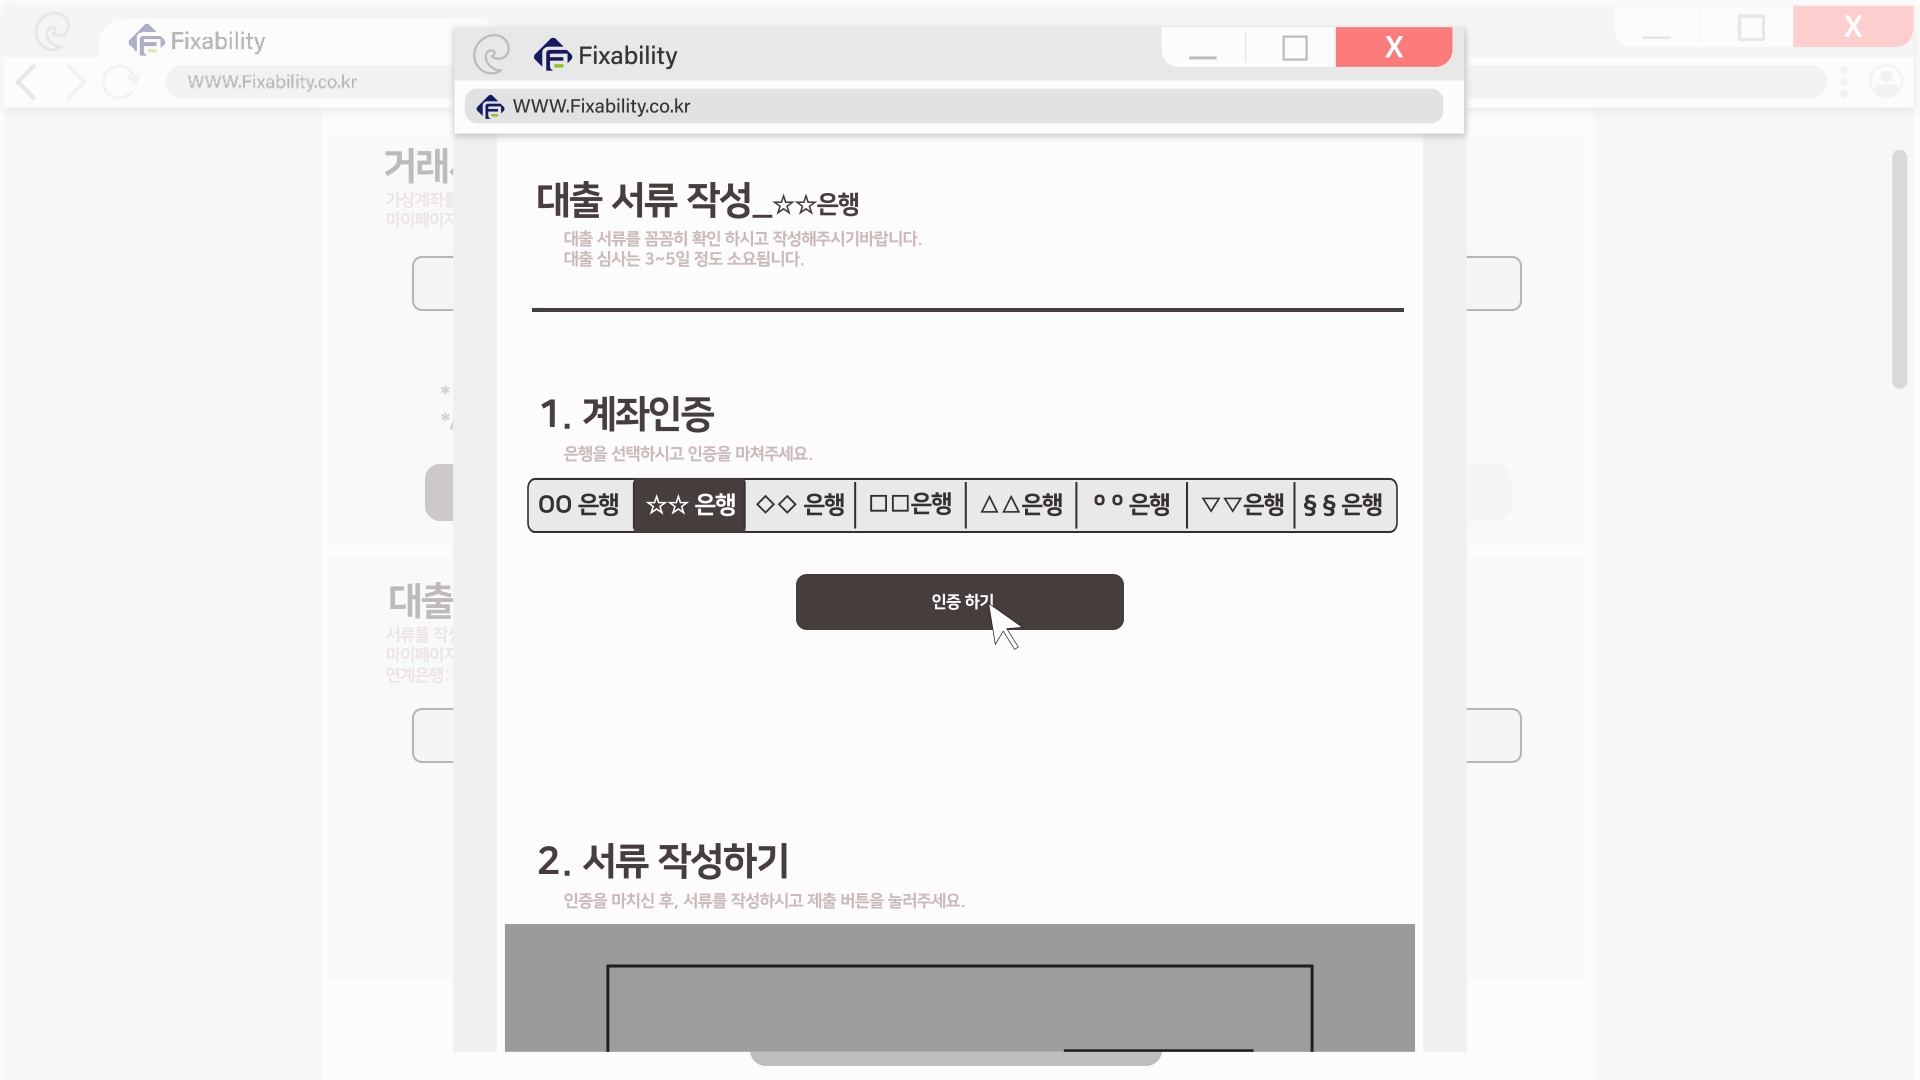 Fixability
X
WWW.Fixability.co.kr
Fixability
X
WWW.Fixability.co.kr
거래
가상계좌를
마이페이지
*
*
대출
서류를 작성
마이페이지
연계은행:
대출 서류 작성_☆☆은행
대출 서류를 꼼꼼히 확인 하시고 작성해주시기바랍니다.
대출 심사는 3~5일 정도 소요됩니다.
1. 계좌인증
은행을 선택하시고 인증을 마쳐주세요.
OO 은행 ☆☆ 은행 ◇◇ 은행 □□은행 △△은행 ㅇㅇ은행 ▽▽은행 §§은행
인증 하기
2. 서류 작성하기
인증을 마치신 후, 서류를 작성하시고 제출 버튼을 눌러주세요.